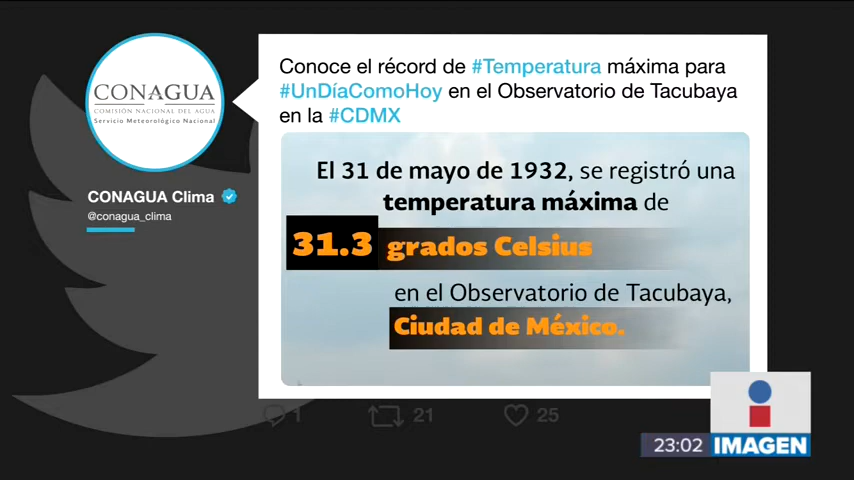 CONAGUA
COMISIÓN NACIONAL DEL AGUA
Servicio Meteorológico Nacional
CONAGUA Clima
@conagua_clima
Conoce el récord de #Temperatura máxima para
#UnDíaComoHoy en el Observatorio de Tacubaya
en la #CDMX
El 31 de mayo de 1932, se registró una
temperatura máxima de
31.3 grados Celsius
en el Observatorio de Tacubaya,
Ciudad de México.
1 21 25
23:02 IMAGEN